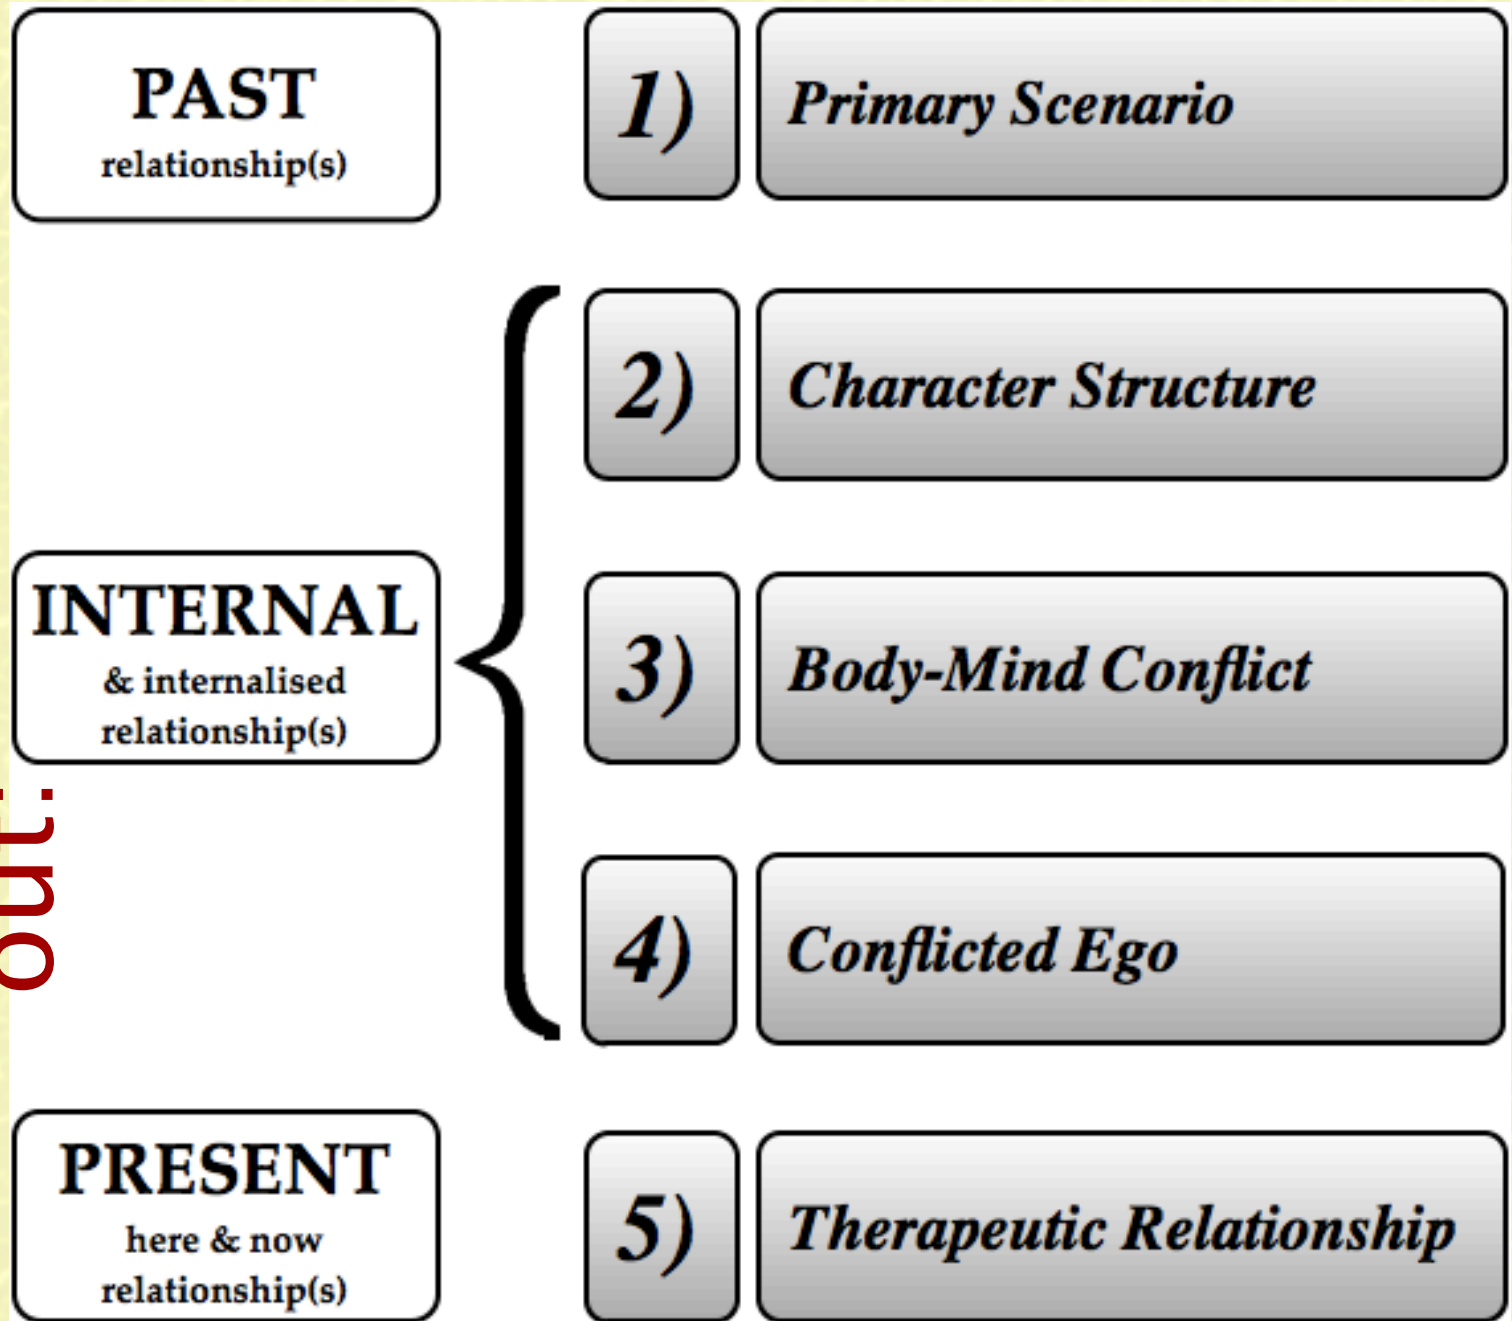 PAST
relationship(s)
1)
Primary Scenario
2)
Character Structure
INTERNAL
& internalised
relationship(s)
3)
Body-Mind Conflict
4)
Conflicted Ego
PRESENT
here & now
relationship(s)
5)
Therapeutic Relationship